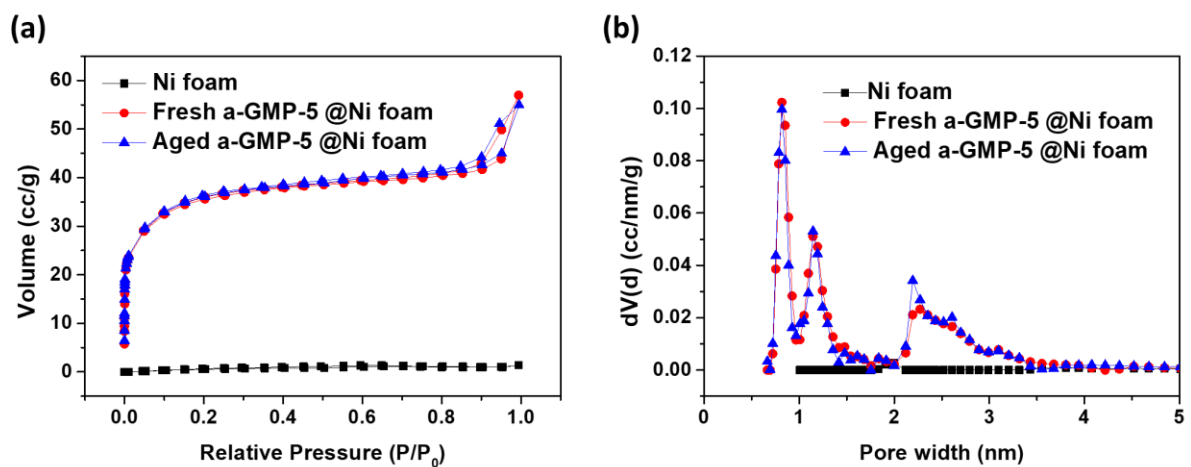 (a)
Volume (cc/g)
60
50
40
30
20
10
0
Ni foam
Fresh a-GMP-5 @Ni foam
Aged a-GMP-5 @Ni foam
0.0 0.2 0.4 0.6 0.8 1.0
Relative Pressure (P/P₀)
(b)
dV(d) (cc/nm/g)
0.12
0.10
0.08
0.06
0.04
0.02
0.00
Ni foam
Fresh a-GMP-5 @Ni foam
Aged a-GMP-5 @Ni foam
0 1 2 3 4 5
Pore width (nm)